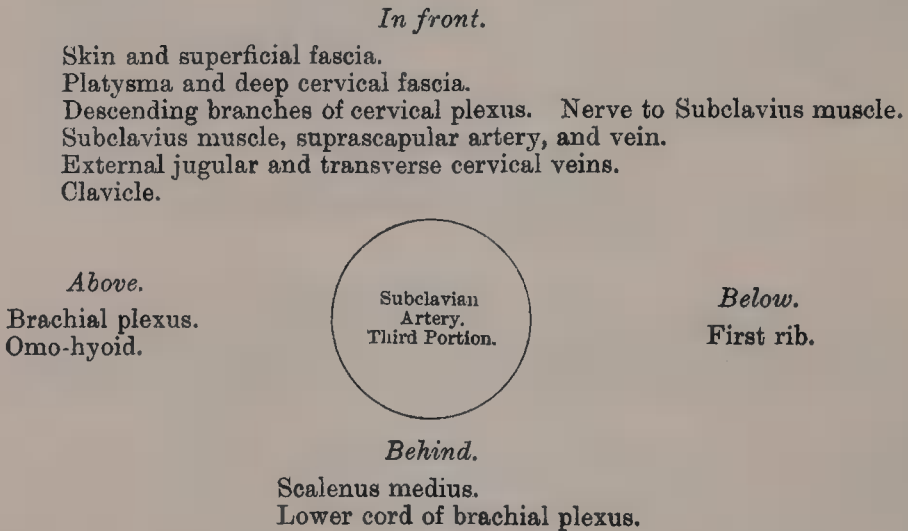 In front.
Skin and superficial fascia.
Platysma and deep cervical fascia.
Descending branches of cervical plexus. Nerve to Subclavius muscle.
Subclavius muscle, suprascapular artery, and vein.
External jugular and transverse cervical veins.
Clavicle.
Above.
Brachial plexus.
Omo-hyoid.
Subclavian
Artery.
Third Portion.
Below.
First rib.
Behind.
Scalenus medius.
Lower cord of brachial plexus.